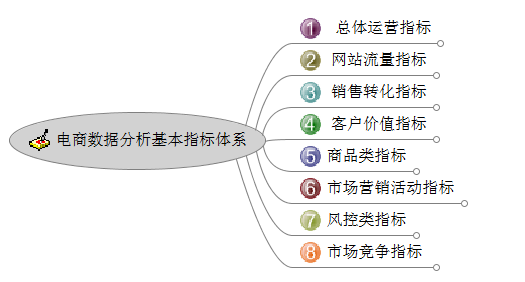 电商数据分析基本指标体系
1 总体运营指标
2 网站流量指标
3 销售转化指标
4 客户价值指标
5 商品类指标
6 市场营销活动指标
7 风控类指标
8 市场竞争指标